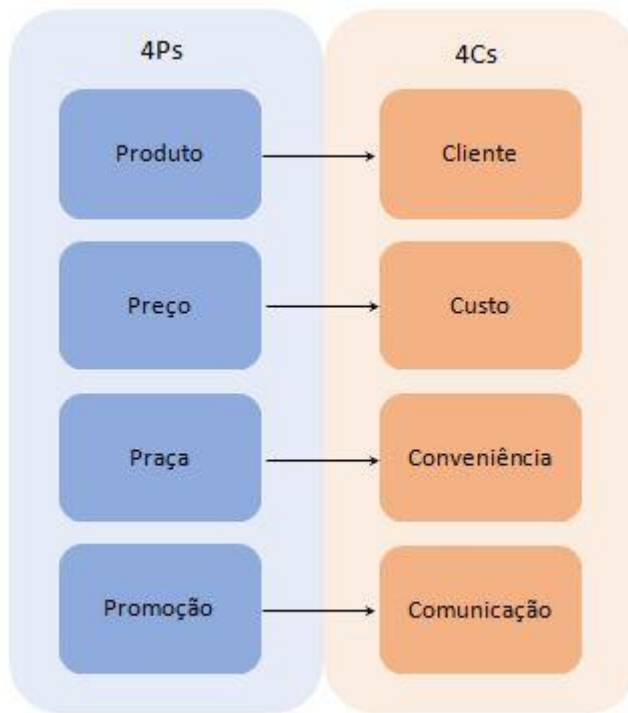 4Ps
4Cs
Produto
Cliente
Preço
Custo
Praça
Conveniência
Promoção
Comunicação